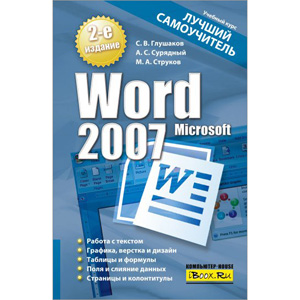 Учебный курс
ЛУЧШИЙ
САМОУЧИТЕЛЬ
2-е
издание
С. В. Глушаков
А. С. Сурядный
М. А. Струков
Word
Microsoft
2007
W
Работа с текстом
Графика, верстка и дизайн
Таблицы и формулы
Поля и слияние данных
Страницы и колонтитулы
КОМПЬЮТЕР-HOUSE
iBook.Ru